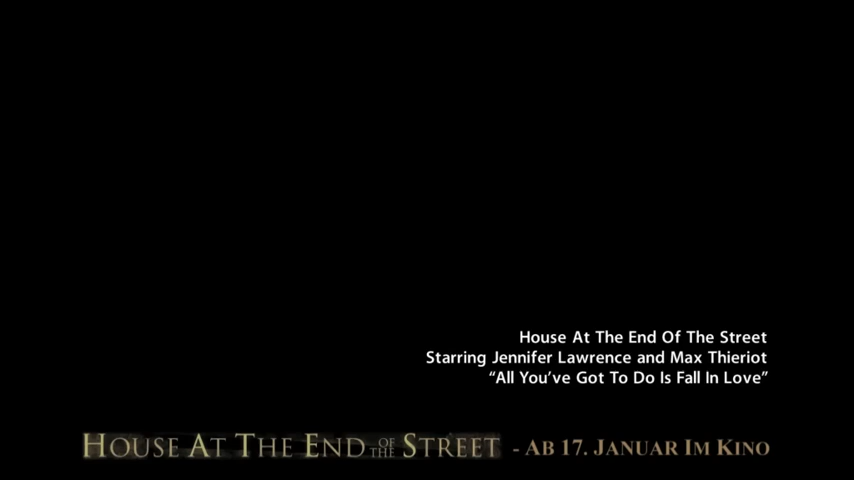 House At The End Of The Street
Starring Jennifer Lawrence and Max Thieriot
“All You’ve Got To Do Is Fall In Love”
HOUSE AT THE END OF THE STREET - AB 17. JANUAR IM KINO